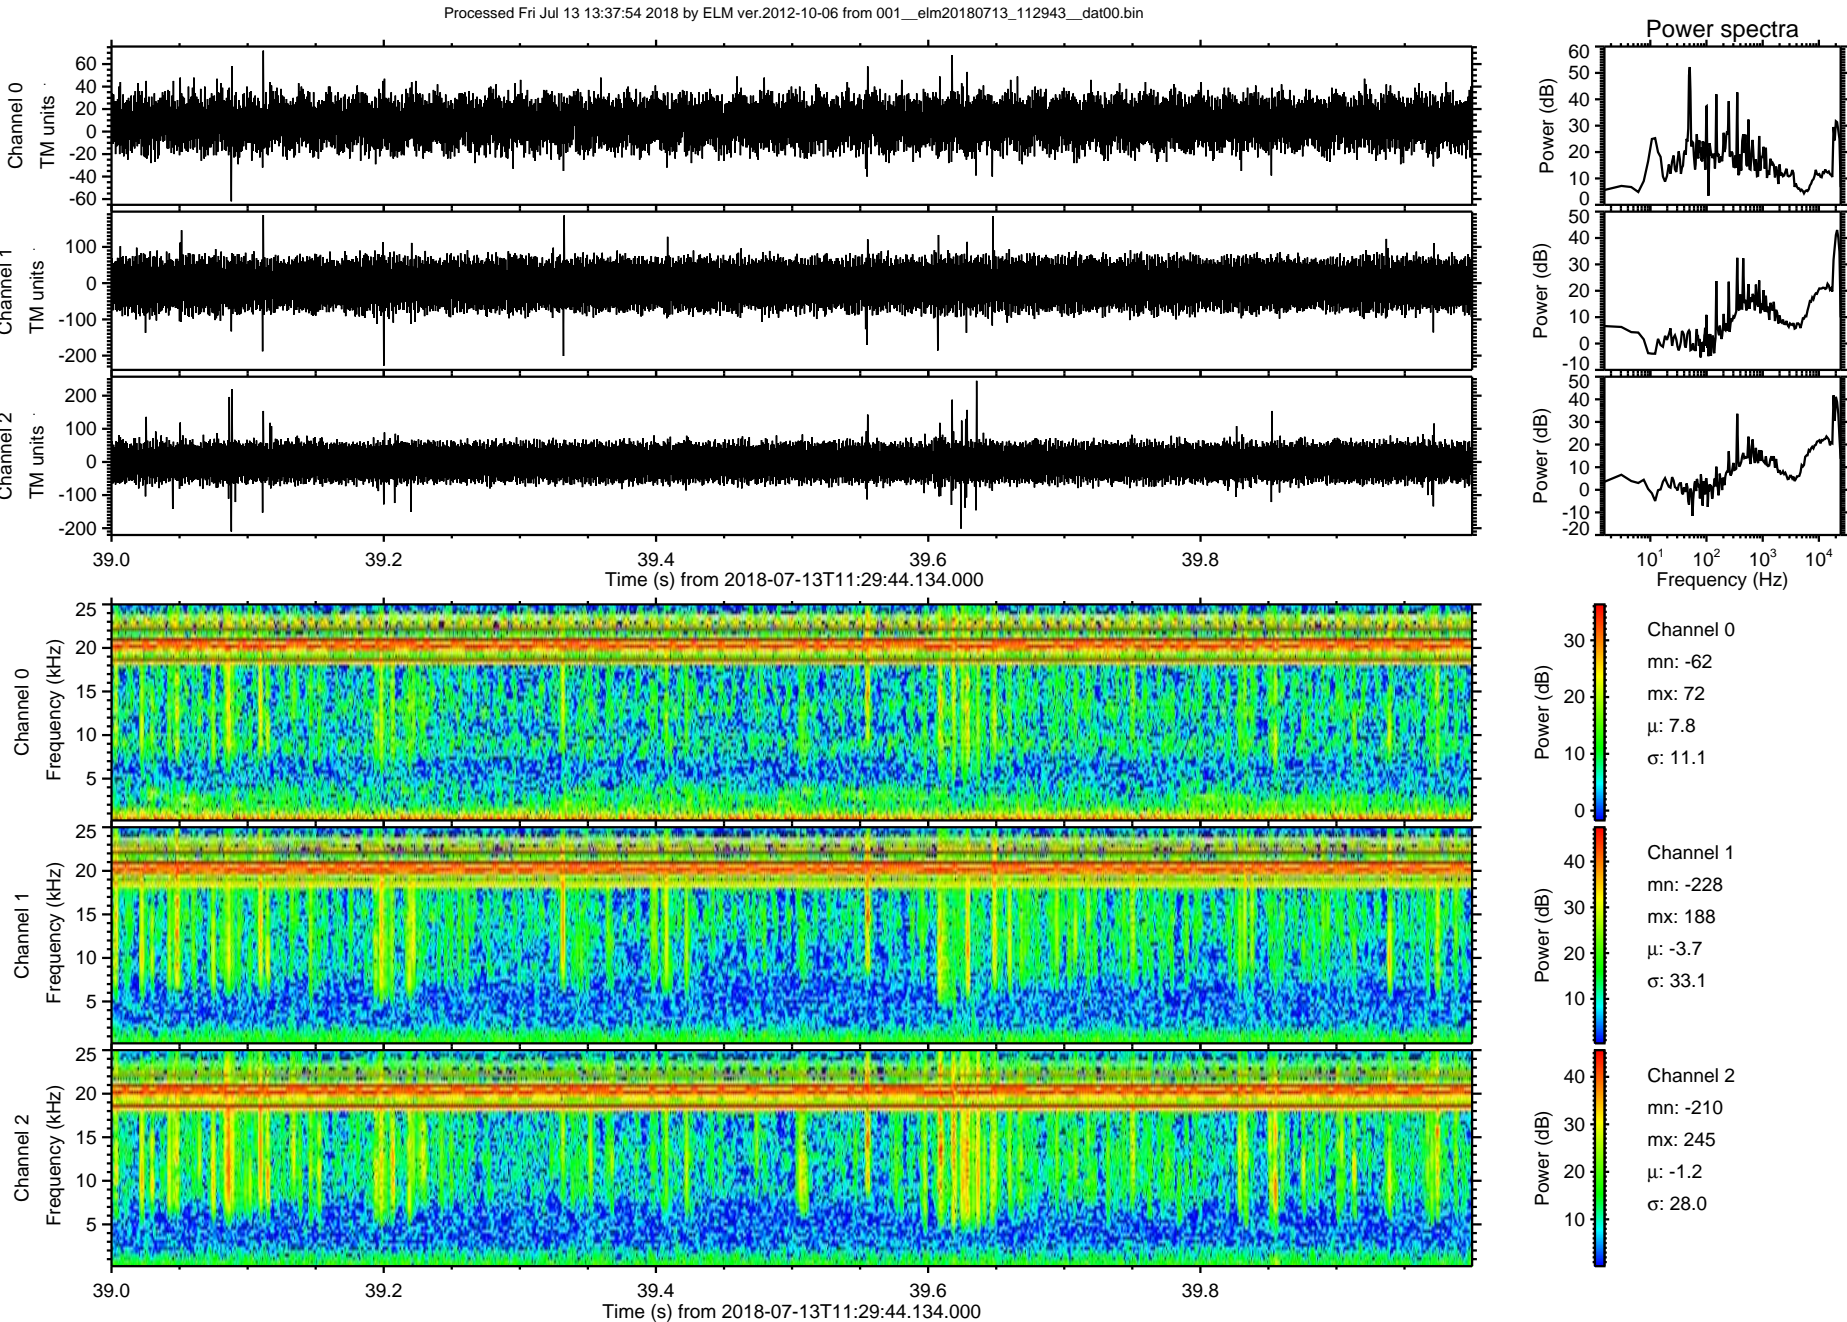 Processed Fri Jul 13 13:37:54 2018 by ELM ver.2012-10-06 from 001__elm20180713_112943__dat00.bin
Power spectra
Channel 0
TM units
60
40
20
0
-20
-40
-60
Power (dB)
60
50
40
30
20
10
0
Channel 1
TM units
100
0
-100
-200
Power (dB)
50
40
30
20
10
0
-10
Channel 2
TM units
200
100
0
-100
-200
Power (dB)
50
40
30
20
10
0
-10
-20
39.0 39.2 39.4 39.6 39.8
Time (s) from 2018-07-13T11:29:44.134.000
10¹ 10² 10³ 10⁴
Frequency (Hz)
Channel 0
Frequency (kHz)
25
20
15
10
5
Power (dB)
30
20
10
0
Channel 0
mn: -62
mx: 72
μ: 7.8
σ: 11.1
Channel 1
Frequency (kHz)
25
20
15
10
5
Power (dB)
40
30
20
10
Channel 1
mn: -228
mx: 188
μ: -3.7
σ: 33.1
Channel 2
Frequency (kHz)
25
20
15
10
5
Power (dB)
40
30
20
10
Channel 2
mn: -210
mx: 245
μ: -1.2
σ: 28.0
39.0 39.2 39.4 39.6 39.8
Time (s) from 2018-07-13T11:29:44.134.000